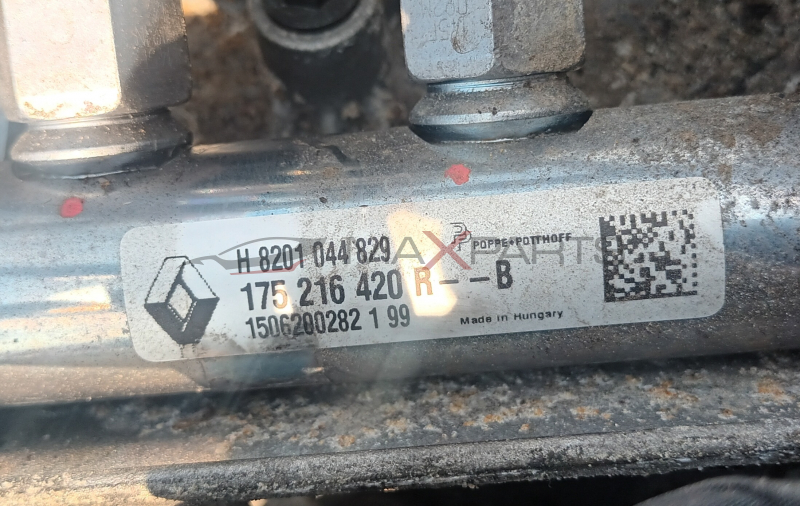 H 8201 044 829
POPPE+POTTHOFF
175 216 420 R--B
1506200282 1 99
Made in Hungary